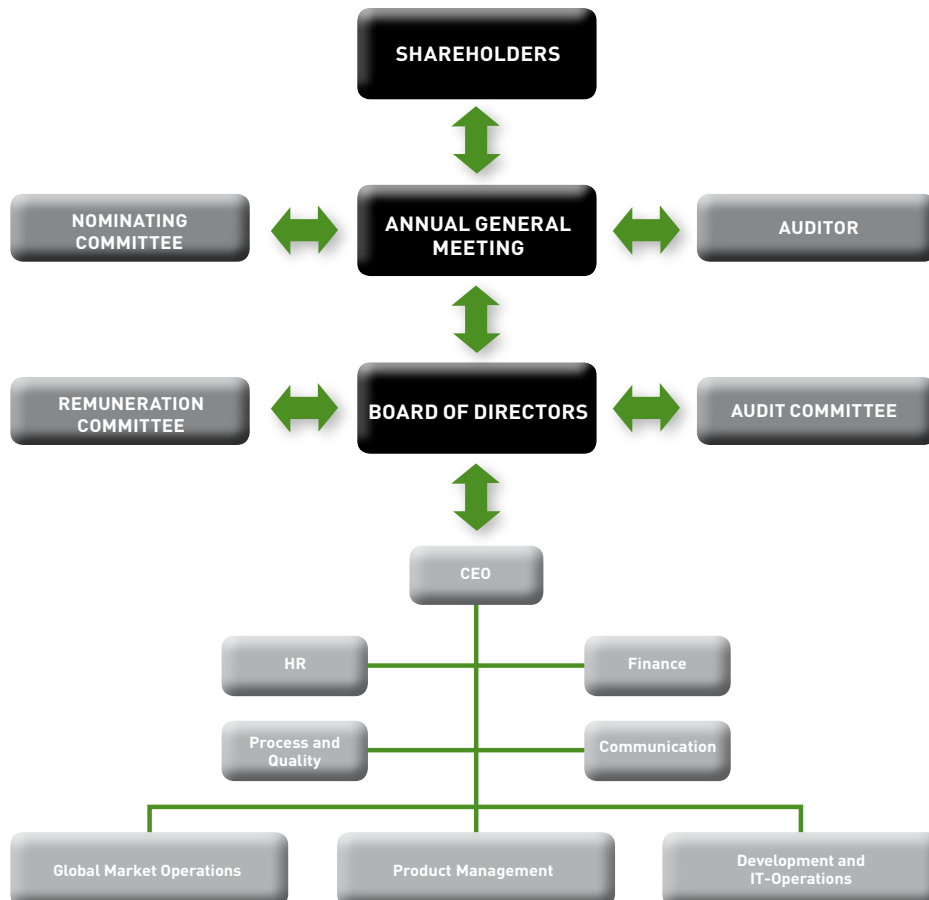 SHAREHOLDERS
NOMINATING
COMMITTEE
ANNUAL GENERAL
MEETING
AUDITOR
REMUNERATION
COMMITTEE
BOARD OF DIRECTORS
AUDIT COMMITTEE
CEO
HR
Finance
Process and
Quality
Communication
Global Market Operations
Product Management
Development and
IT-Operations